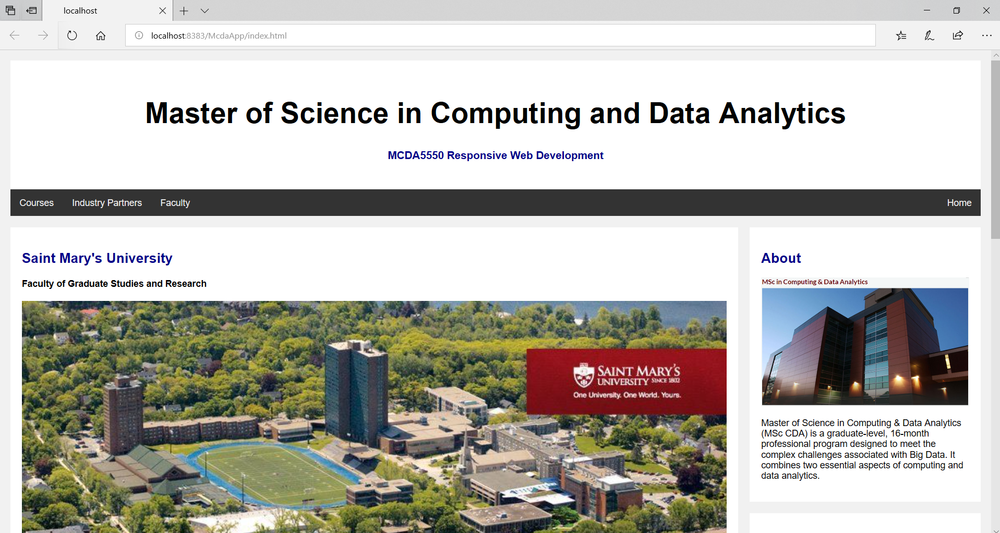 localhost
localhost:8383/McdaApp/index.html
Master of Science in Computing and Data Analytics
MCDA5550 Responsive Web Development
Courses Industry Partners Faculty Home
Saint Mary's University
Faculty of Graduate Studies and Research
SAINT MARY'S
UNIVERSITY SINCE 1802
One University. One World. Yours.
About
MSc in Computing & Data Analytics
Master of Science in Computing & Data Analytics
(MSc CDA) is a graduate-level, 16-month
professional program designed to meet the
complex challenges associated with Big Data. It
combines two essential aspects of computing and
data analytics.